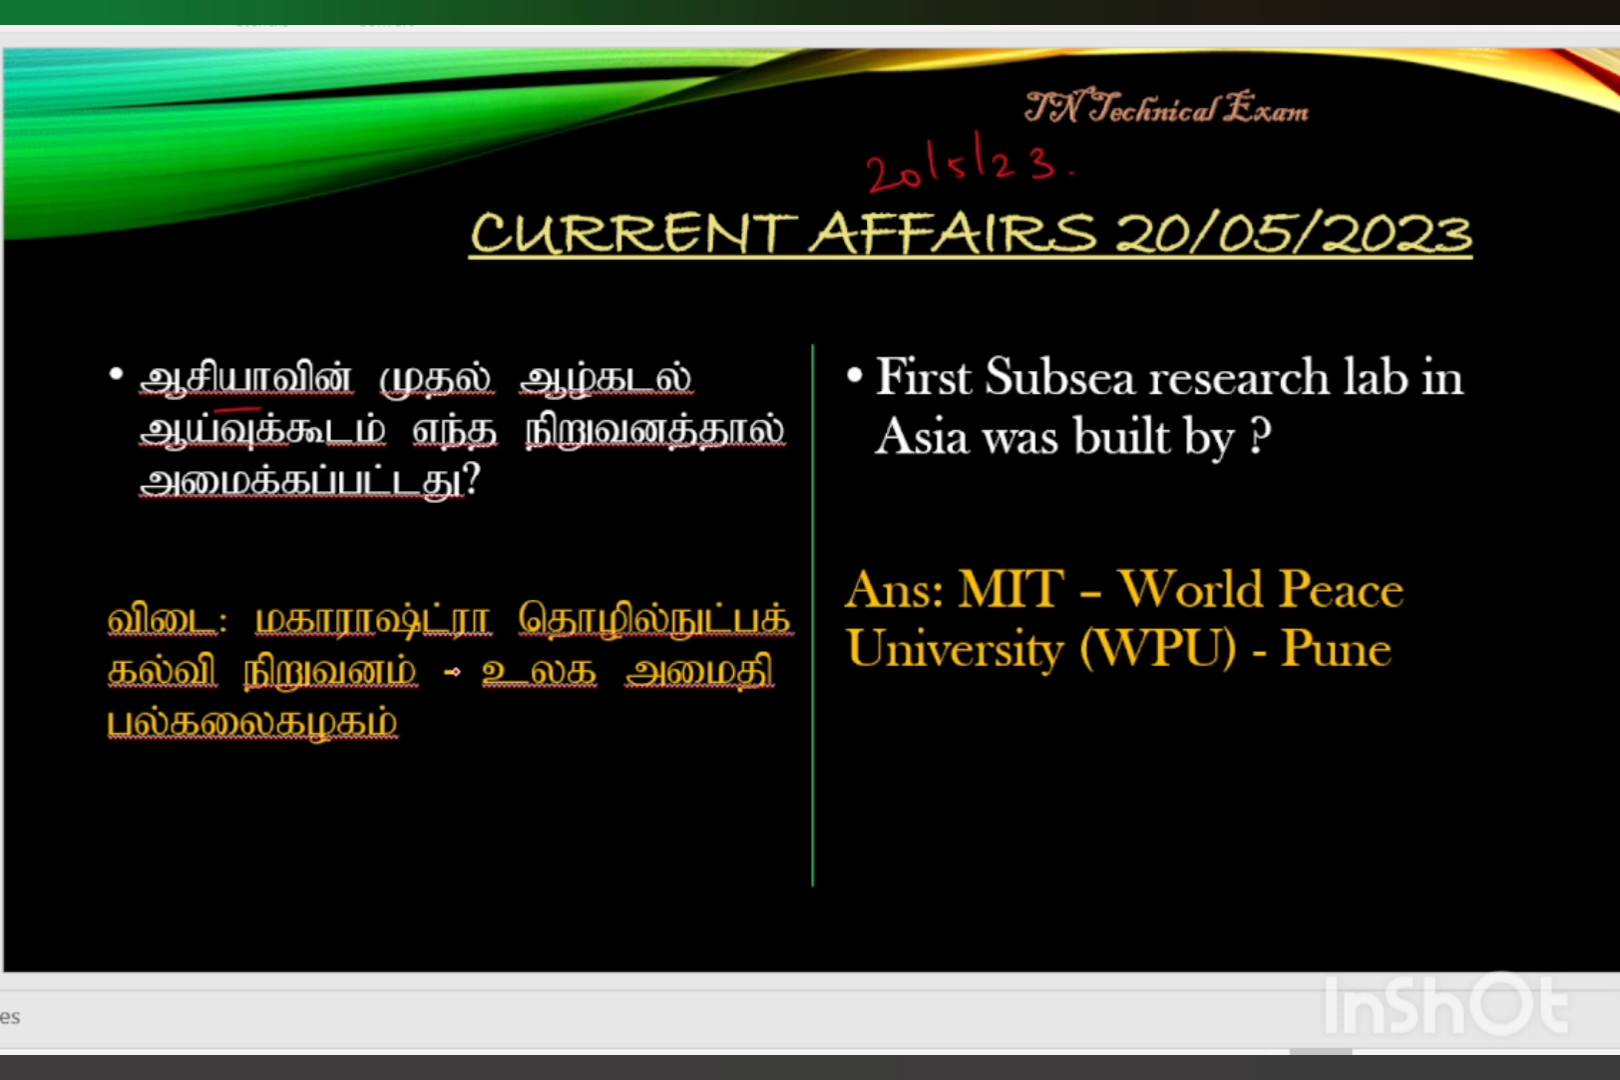 TN Technical Exam
20/5/23.
CURRENT AFFAIRS 20/05/2023
• ஆசியாவின் முதல் ஆழ்கடல்
ஆய்வுக்கூடம் எந்த நிறுவனத்தால்
அமைக்கப்பட்டது?
விடை: மகாராஷ்ட்ரா தொழில்நுட்பக்
கல்வி நிறுவனம் - உலக அமைதி
பல்கலைகழகம்
• First Subsea research lab in
Asia was built by ?
Ans: MIT – World Peace
University (WPU) - Pune
es
InShOt